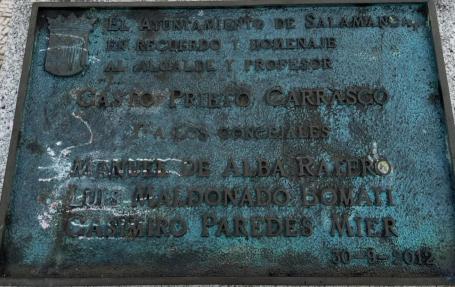 El Ayuntamiento de Salamanca
en recuerdo y homenaje
al alcalde y profesor
Casto Prieto Carrasco
y a los concejales
Manuel de Alba Ratero
Luis Maldonado Bomati
Casimiro Paredes Mier
30-9-2012